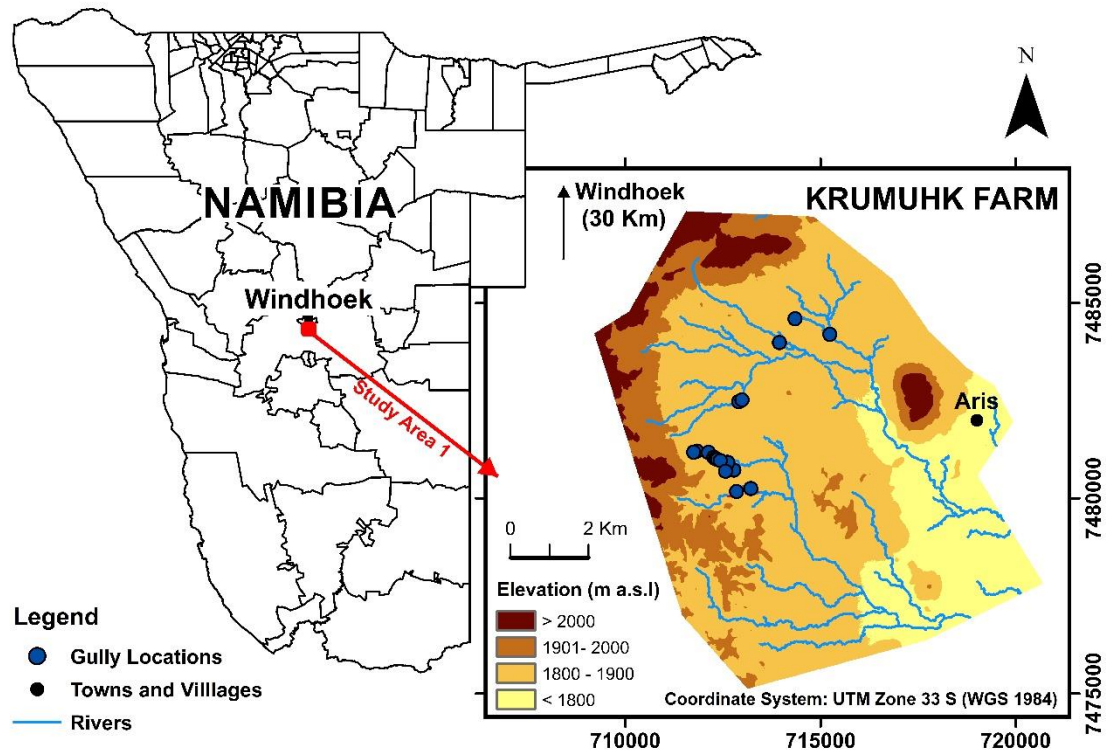 N
NAMIBIA
Windhoek
Study Area 1
Legend
Gully Locations
Towns and Villlages
Rivers
Windhoek
(30 Km)
KRUMUHK FARM
Aris
0 2 Km
Elevation (m a.s.l)
> 2000
1901- 2000
1800 - 1900
< 1800
Coordinate System: UTM Zone 33 S (WGS 1984)
7485000
7480000
7475000
710000 715000 720000